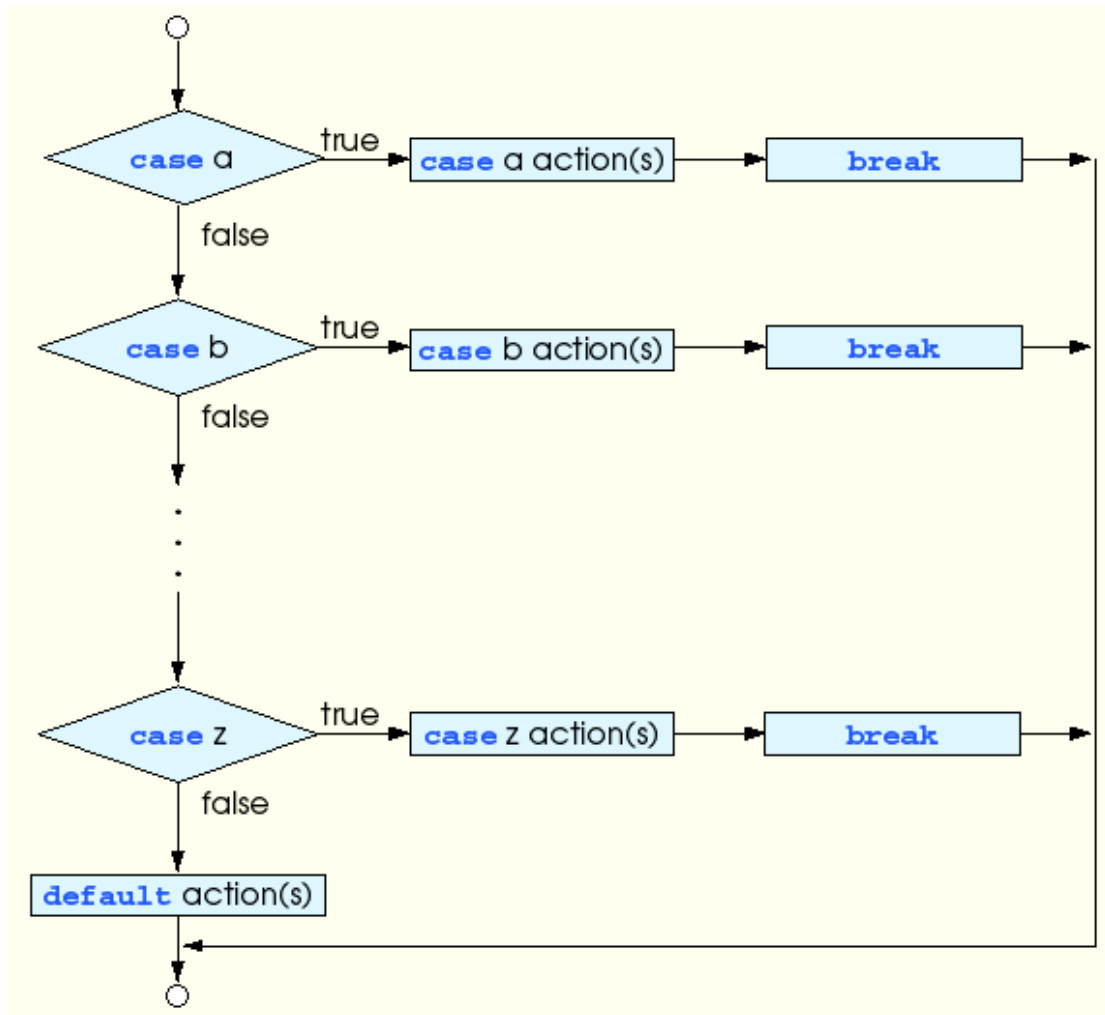 true
case a
case a action(s)
break
false
true
case b
case b action(s)
break
false
true
case z
case z action(s)
break
false
default action(s)